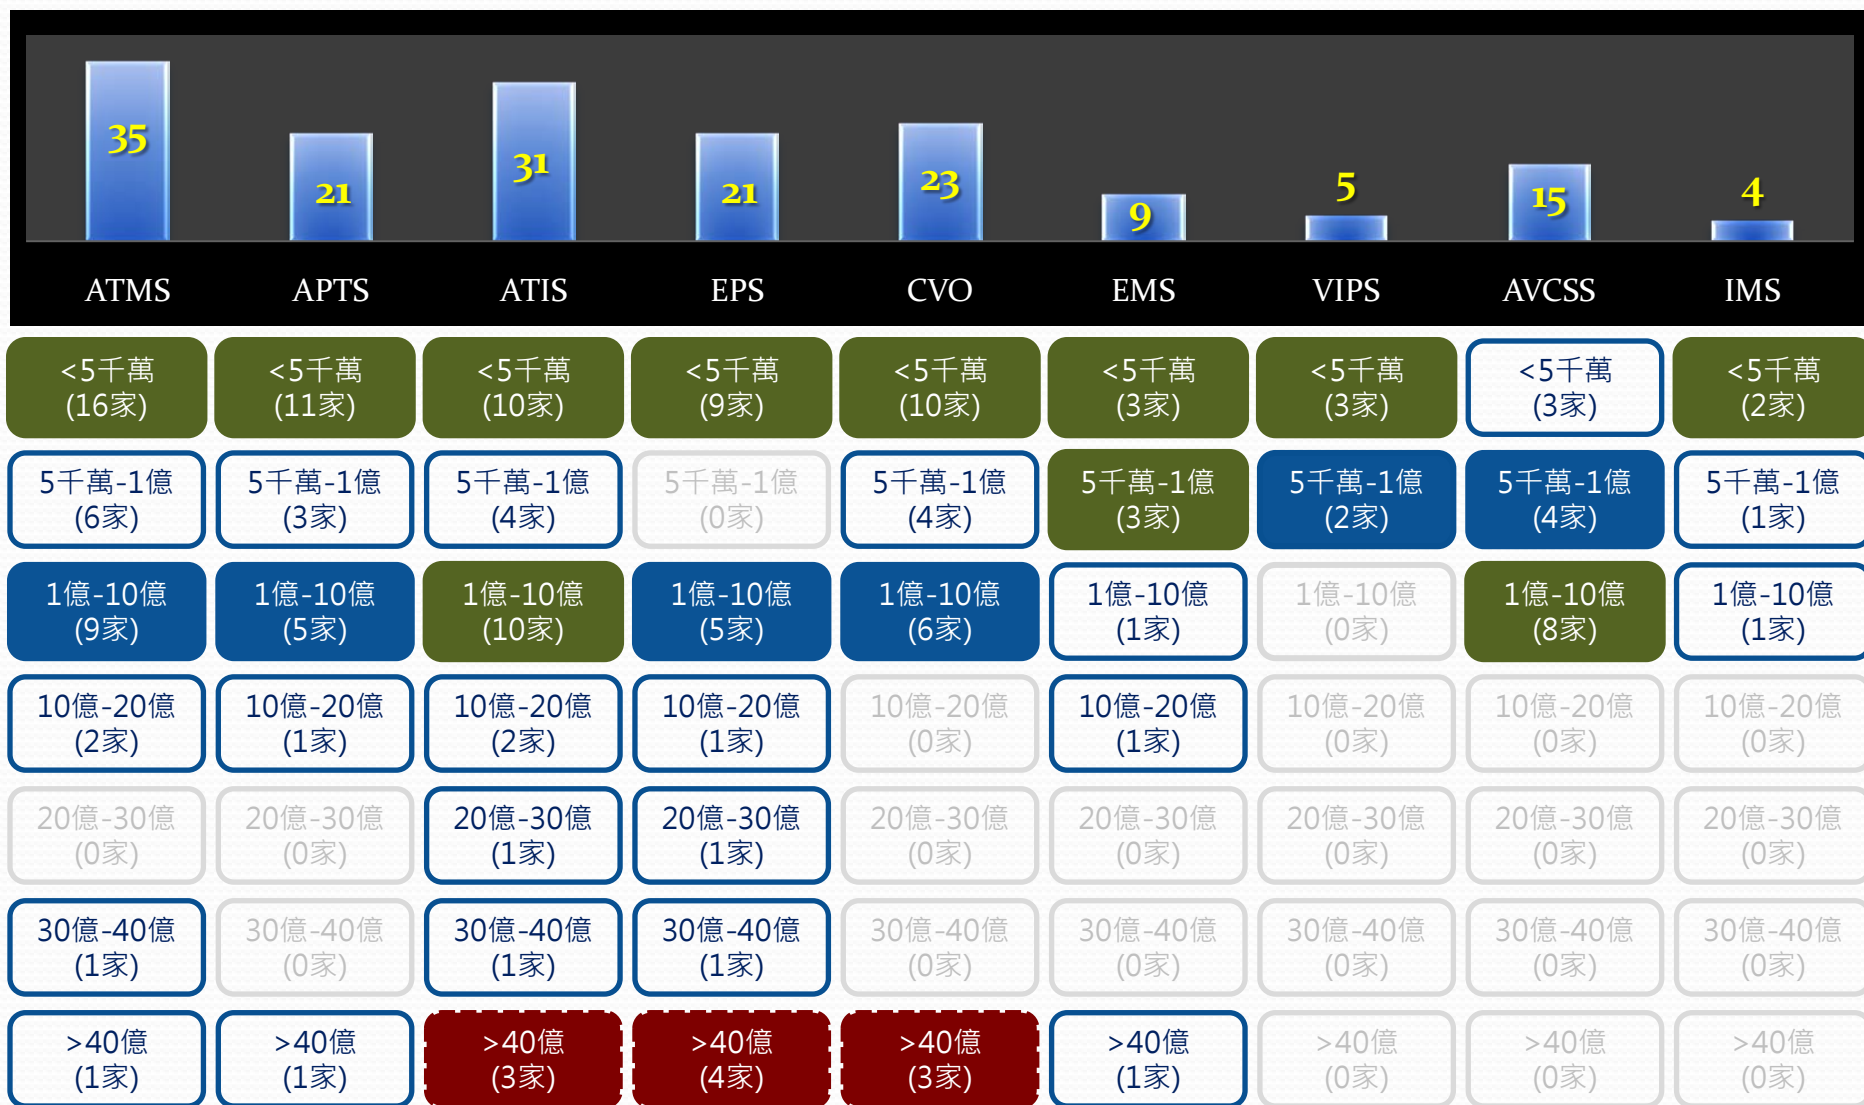 35
21
31
21
23
9
5
15
4
ATMS APTS ATIS EPS CVO EMS VIPS AVCSS IMS
<5千萬 <5千萬 <5千萬 <5千萬 <5千萬 <5千萬 <5千萬 <5千萬 <5千萬
(16家) (11家) (10家) (9家) (10家) (3家) (3家) (3家) (2家)
5千萬-1億 5千萬-1億 5千萬-1億 5千萬-1億 5千萬-1億 5千萬-1億 5千萬-1億 5千萬-1億 5千萬-1億
(6家) (3家) (4家) (0家) (4家) (3家) (2家) (4家) (1家)
1億-10億 1億-10億 1億-10億 1億-10億 1億-10億 1億-10億 1億-10億 1億-10億 1億-10億
(9家) (5家) (10家) (5家) (6家) (1家) (0家) (8家) (1家)
10億-20億 10億-20億 10億-20億 10億-20億 10億-20億 10億-20億 10億-20億 10億-20億 10億-20億
(2家) (1家) (2家) (1家) (0家) (1家) (0家) (0家) (0家)
20億-30億 20億-30億 20億-30億 20億-30億 20億-30億 20億-30億 20億-30億 20億-30億 20億-30億
(0家) (0家) (1家) (1家) (0家) (0家) (0家) (0家) (0家)
30億-40億 30億-40億 30億-40億 30億-40億 30億-40億 30億-40億 30億-40億 30億-40億 30億-40億
(1家) (0家) (1家) (1家) (0家) (0家) (0家) (0家) (0家)
>40億 >40億 >40億 >40億 >40億 >40億 >40億 >40億 >40億
(1家) (1家) (3家) (4家) (3家) (1家) (0家) (0家) (0家)